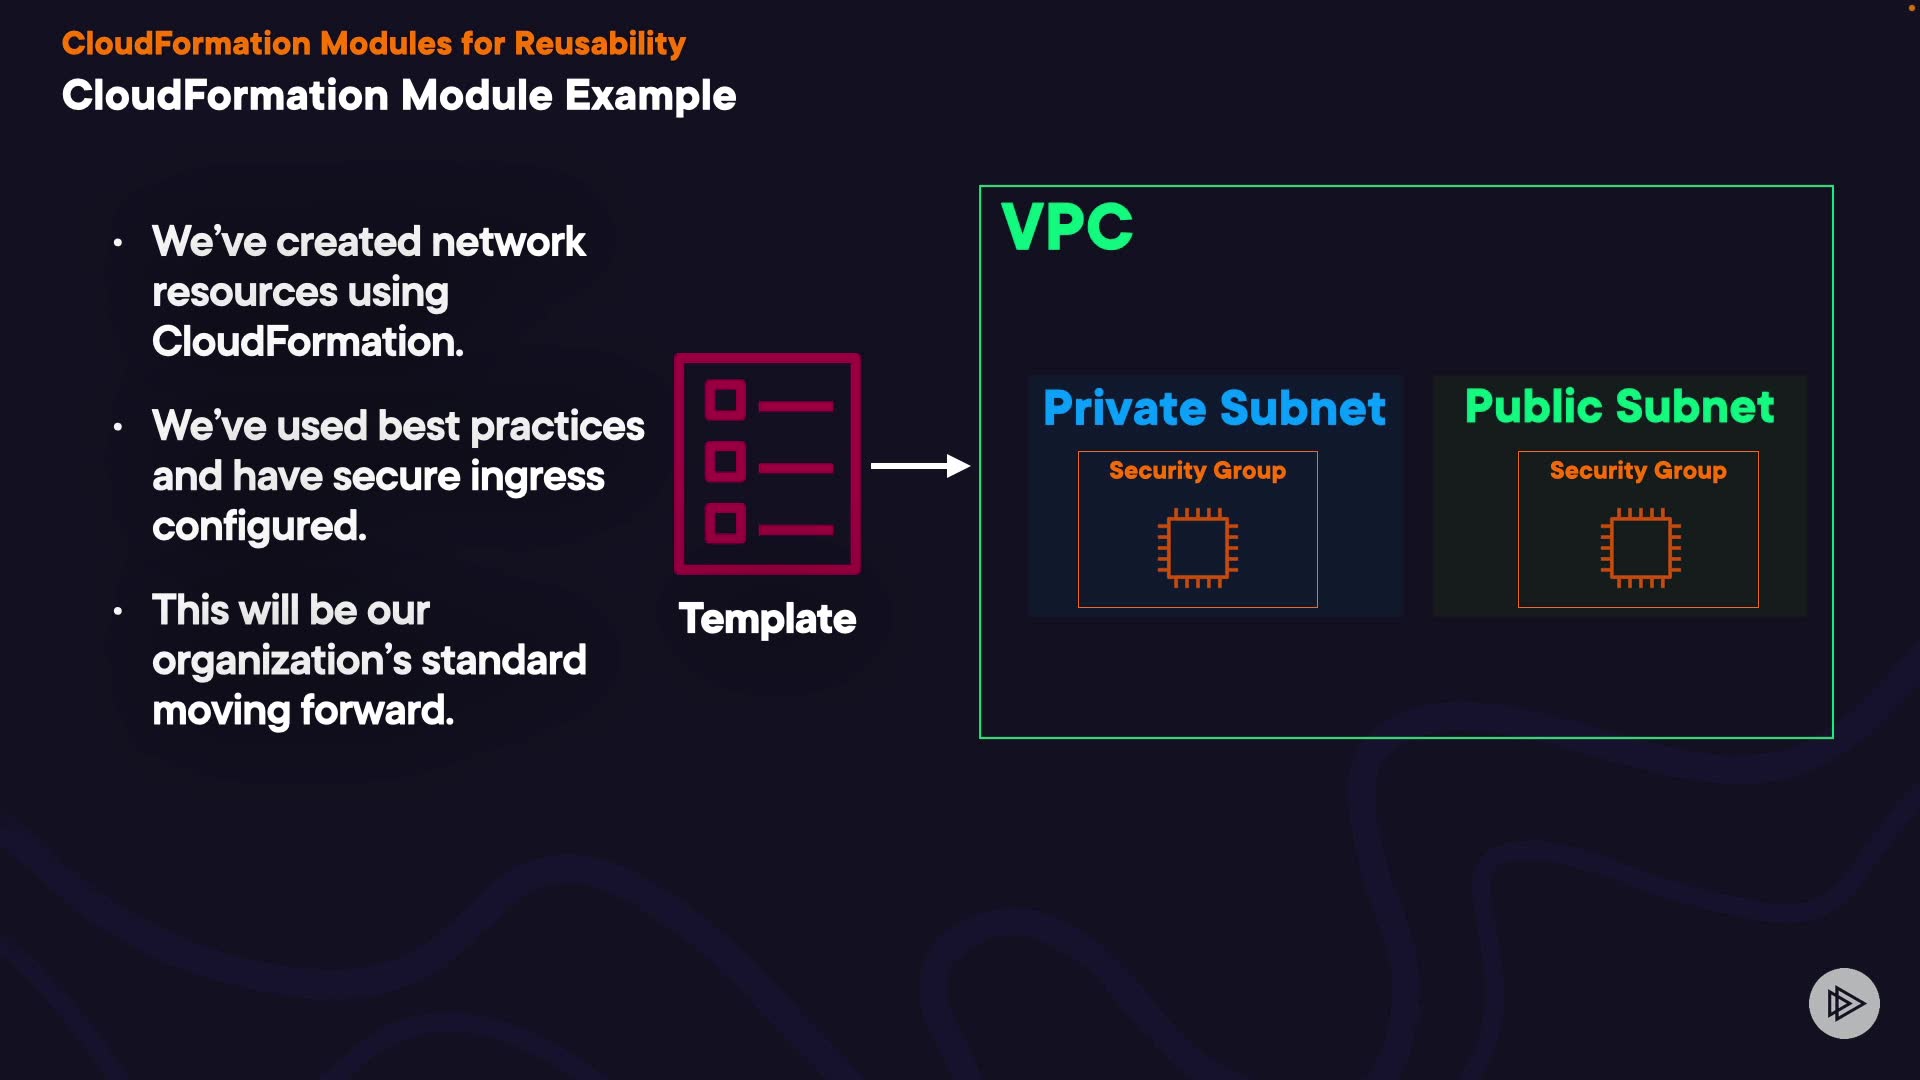 CloudFormation Modules for Reusability
CloudFormation Module Example
• We’ve created network
resources using
CloudFormation.
• We’ve used best practices
and have secure ingress
configured.
• This will be our
organization’s standard
moving forward.
Template
VPC
Private Subnet
Security Group
Public Subnet
Security Group